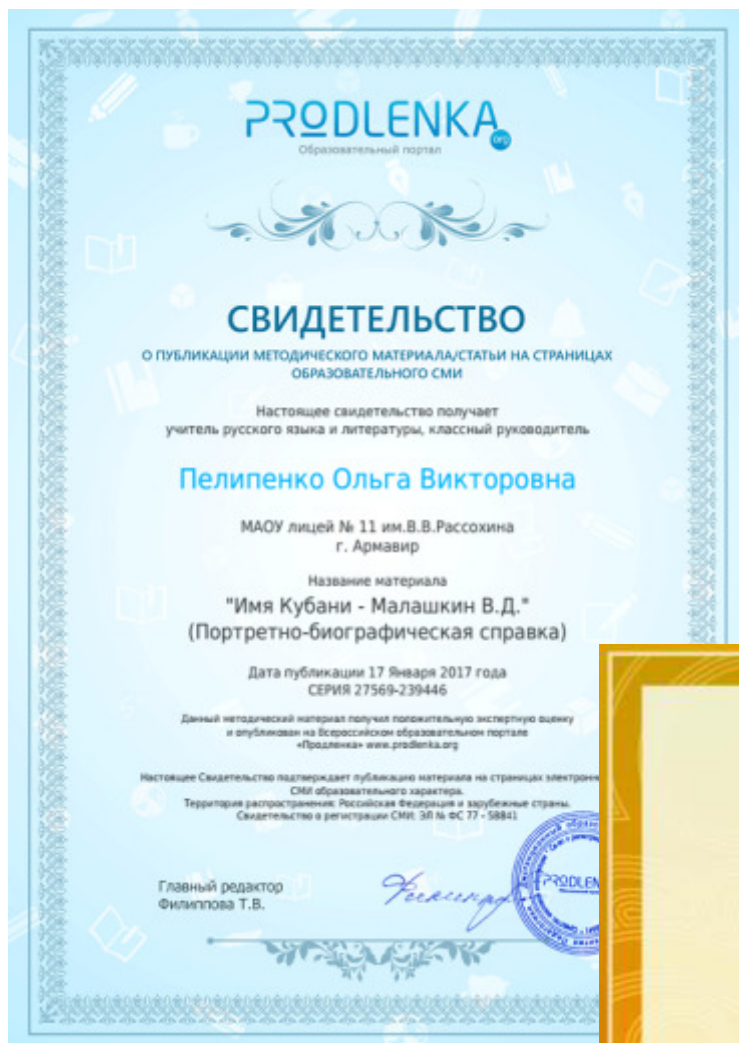 PRODLENKA
org
Образовательный портал
СВИДЕТЕЛЬСТВО
О ПУБЛИКАЦИИ МЕТОДИЧЕСКОГО МАТЕРИАЛА/СТАТЬИ НА СТРАНИЦАХ
ОБРАЗОВАТЕЛЬНОГО СМИ
Настоящее свидетельство получает
учитель русского языка и литературы, классный руководитель
Пелипенко Ольга Викторовна
МАОУ лицей № 11 им.В.В.Рассохина
г. Армавир
Название материала
"Имя Кубани - Малашкин В.Д."
(Портретно-биографическая справка)
Дата публикации 17 Января 2017 года
СЕРИЯ 27569-239446
Данный методический материал получил положительную экспертную оценку
и опубликован на Всероссийском образовательном портале
«Продленка» www.prodlenka.org
Настоящее Свидетельство подтверждает публикацию материала на страницах электронн
СМИ образовательного характера.
Территория распространения: Российская Федерация и зарубежные страны.
Свидетельство о регистрации СМИ: ЭЛ № ФС 77 - 58841
Главный редактор
Филиппова Т.В.
PRODLEN